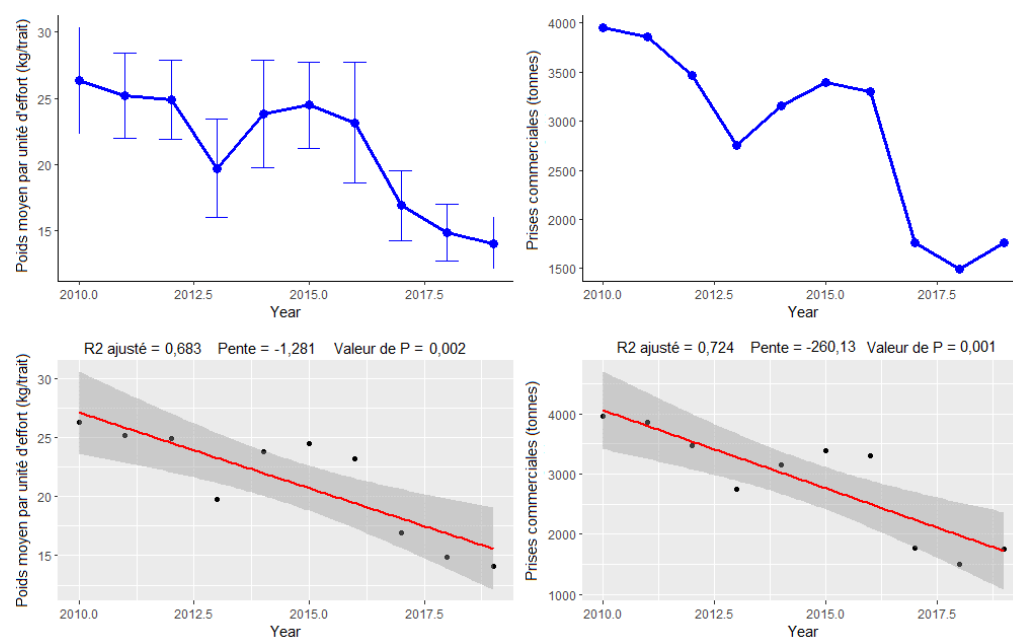 Poids moyen par unité d'effort (kg/trait)
30
25
20
15
2010.0 2012.5 2015.0 2017.5
Year
Prises commerciales (tonnes)
4000
3500
3000
2500
2000
1500
2010.0 2012.5 2015.0 2017.5
Year
R2 ajusté = 0,683 Pente = -1,281 Valeur de P = 0,002
Poids moyen par unité d'effort (kg/trait)
30
25
20
15
2010.0 2012.5 2015.0 2017.5
Year
R2 ajusté = 0,724 Pente = -260,13 Valeur de P = 0,001
Prises commerciales (tonnes)
4000
3000
2000
1000
2010.0 2012.5 2015.0 2017.5
Year